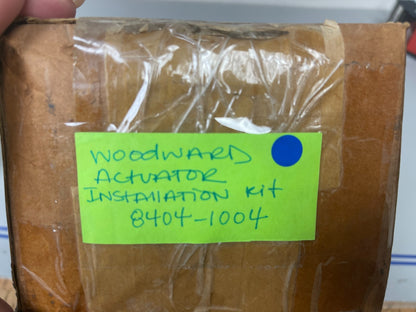 WOODWARD
ACTUATOR
INSTALLATION Kit
8404-1004